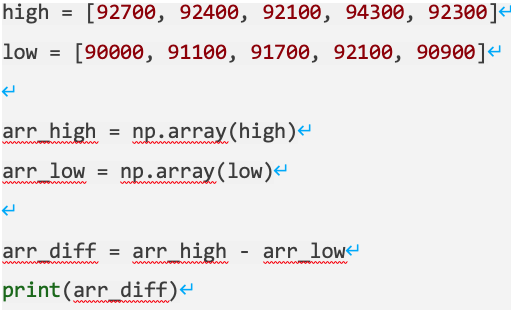 high = [92700, 92400, 92100, 94300, 92300]↵
low = [90000, 91100, 91700, 92100, 90900]↵
↵
arr_high = np.array(high)↵
arr_low = np.array(low)↵
↵
arr_diff = arr_high - arr_low↵
print(arr_diff)↵